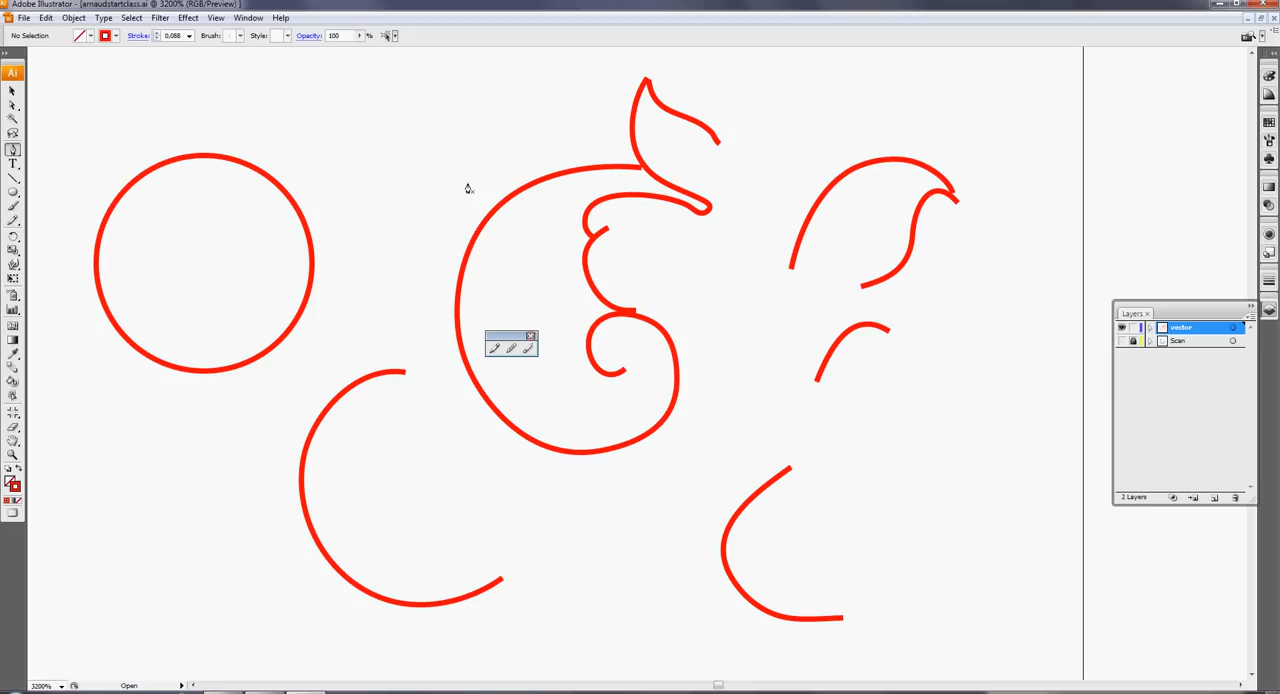 Adobe Illustrator - [arnaudstartclass.ai @ 3200% (RGB/Preview) ]
File Edit Object Type Select Filter Effect View Window Help
No Selection Stroke: 0,088 Brush: Style: Opacity: 100 %
Ai
T
Layers x
vector
Scan
2 Layers
3200% Open